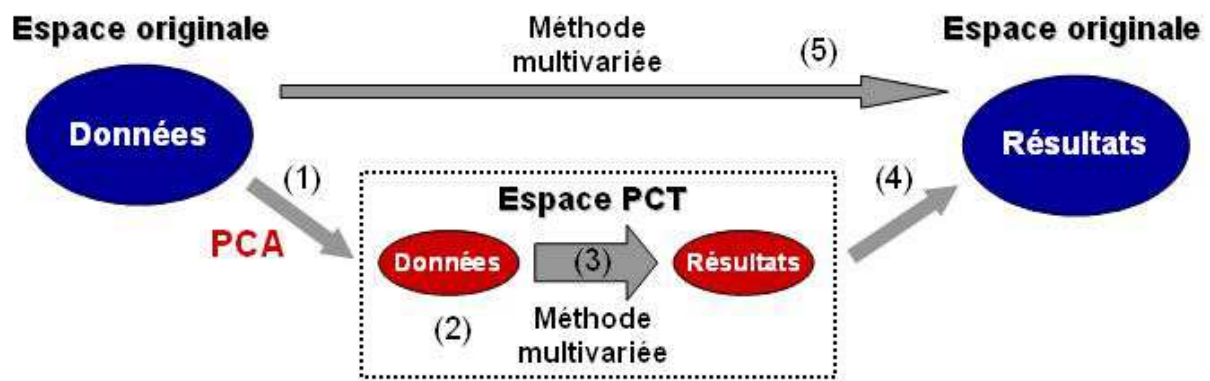 Espace originale
Méthode
multivariée
(5)
Espace originale
Données
Résultats
(1)
PCA
Espace PCT
(4)
Données
(3)
Résultats
(2)
Méthode
multivariée